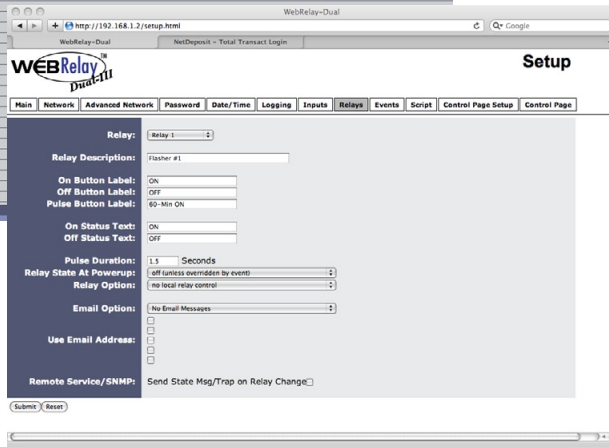 WebRelay-Dual
http://192.168.1.2/setup.html
Google
WebRelay-Dual
NetDeposit - Total Transact Login
WEBRelay TM
Dual-III
Setup
Main Network Advanced Network Password Date/Time Logging Inputs Relays Events Script Control Page Setup Control Page
Relay: Relay 1
Relay Description: Flasher #1
On Button Label: ON
Off Button Label: OFF
Pulse Button Label: 60-Min ON
On Status Text: ON
Off Status Text: OFF
Pulse Duration: 1.5 Seconds
Relay State At Powerup: off (unless overridden by event)
Relay Option: no local relay control
Email Option: No Email Messages
Use Email Address:
Remote Service/SNMP: Send State Msg/Trap on Relay Change
Submit Reset